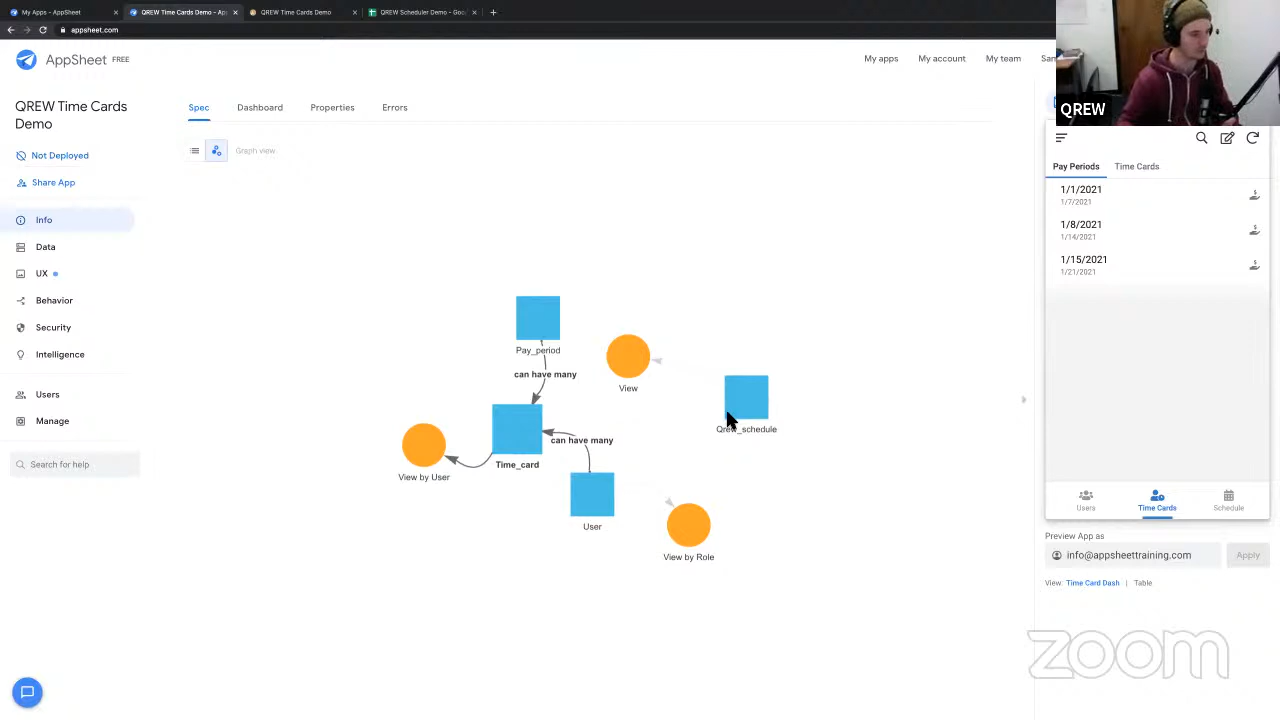 My Apps - AppSheet
QREW Time Cards Demo - App
QREW Time Cards Demo
QREW Scheduler Demo - Goo
appsheet.com
AppSheet FREE
My apps
My account
My team
Sam
QREW Time Cards
Demo
Not Deployed
Share App
Info
Data
UX
Behavior
Security
Intelligence
Users
Manage
Search for help
Spec
Dashboard
Properties
Errors
Graph view
Pay_period
can have many
View
Qrew_schedule
Time_card
can have many
View by User
User
View by Role
QREW
Pay Periods
Time Cards
1/1/2021
1/7/2021
1/8/2021
1/14/2021
1/15/2021
1/21/2021
Users
Time Cards
Schedule
Preview App as
info@appsheettraining.com
Apply
View: Time Card Dash | Table
zoom